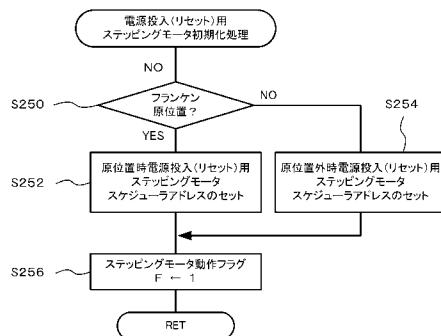 電源投入(リセット)用
ステッピングモータ初期化処理
NO
S250
フランケン
原位置?
NO
S254
YES
S252
原位置時電源投入(リセット)用
ステッピングモータ
スケジューラアドレスのセット
原位置外時電源投入(リセット)用
ステッピングモータ
スケジューラアドレスのセット
S256
ステッピングモータ動作フラグ
F ← 1
RET